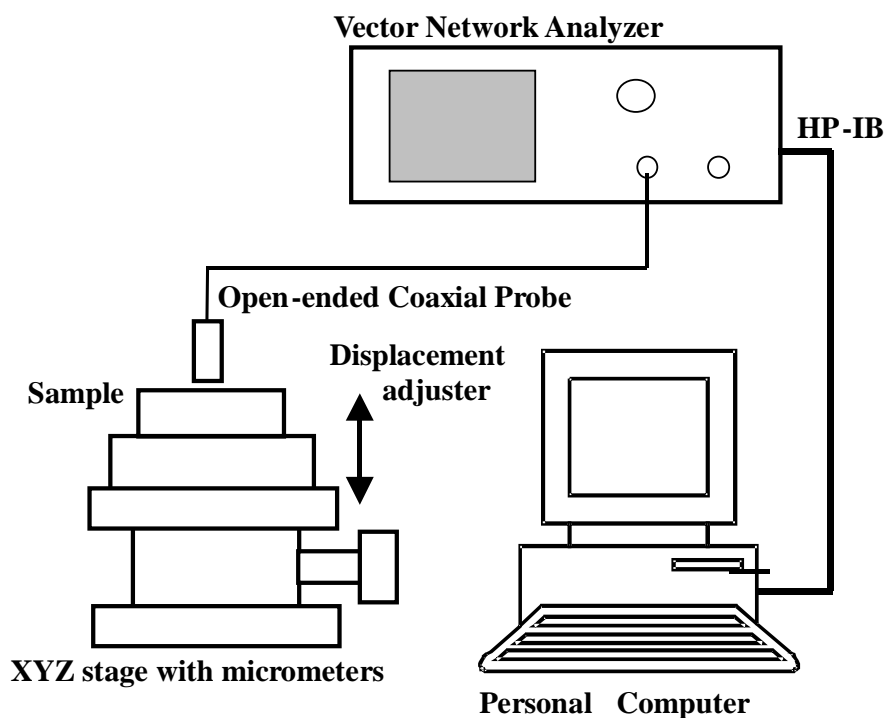 Vector Network Analyzer
HP-IB
Open-ended Coaxial Probe
Displacement
adjuster
Sample
XYZ stage with micrometers
Personal Computer